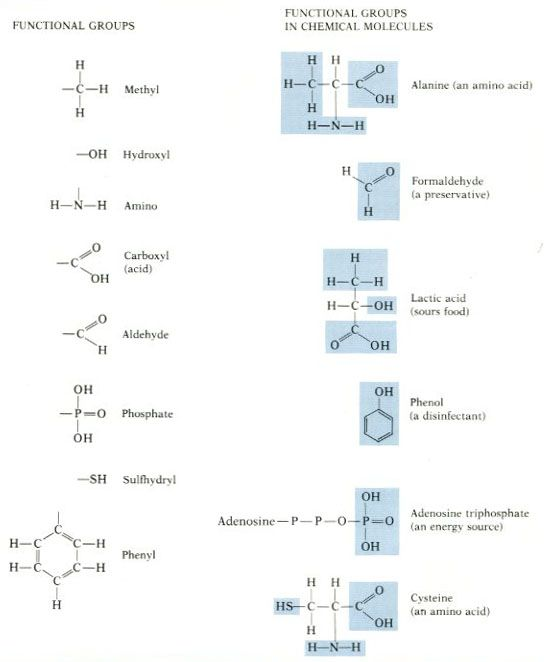 FUNCTIONAL GROUPS
H
—C—H Methyl
H
—OH Hydroxyl
H—N—H Amino
O
—C
OH
Carboxyl
(acid)
O
—C
H
Aldehyde
OH
—P=O Phosphate
OH
—SH Sulfhydryl
C
H—C C—H
H—C C—H
C
H
Phenyl
FUNCTIONAL GROUPS
IN CHEMICAL MOLECULES
H H
O
H—C—C—C
OH
H
H—N—H
Alanine (an amino acid)
H O
C
H
Formaldehyde
(a preservative)
H
H—C—H
H—C—OH
C
O OH
Lactic acid
(sours food)
OH
Phenol
(a disinfectant)
OH
Adenosine—P—P—O—P=O
OH
Adenosine triphosphate
(an energy source)
H H
O
HS—C—C—C
OH
H
H—N—H
Cysteine
(an amino acid)